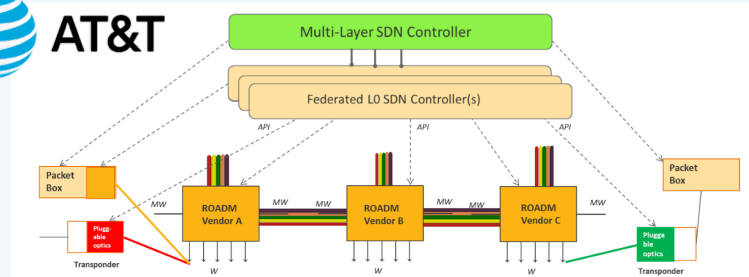 AT&T
Multi-Layer SDN Controller
Federated L0 SDN Controller(s)
API
API
API
Packet
Box
Packet
Box
MW
ROADM
Vendor A
MW
MW
ROADM
Vendor B
MW
MW
ROADM
Vendor C
MW
Plugg-
able
optics
Plugga
ble
optics
Transponder
W
W
W
Transponder